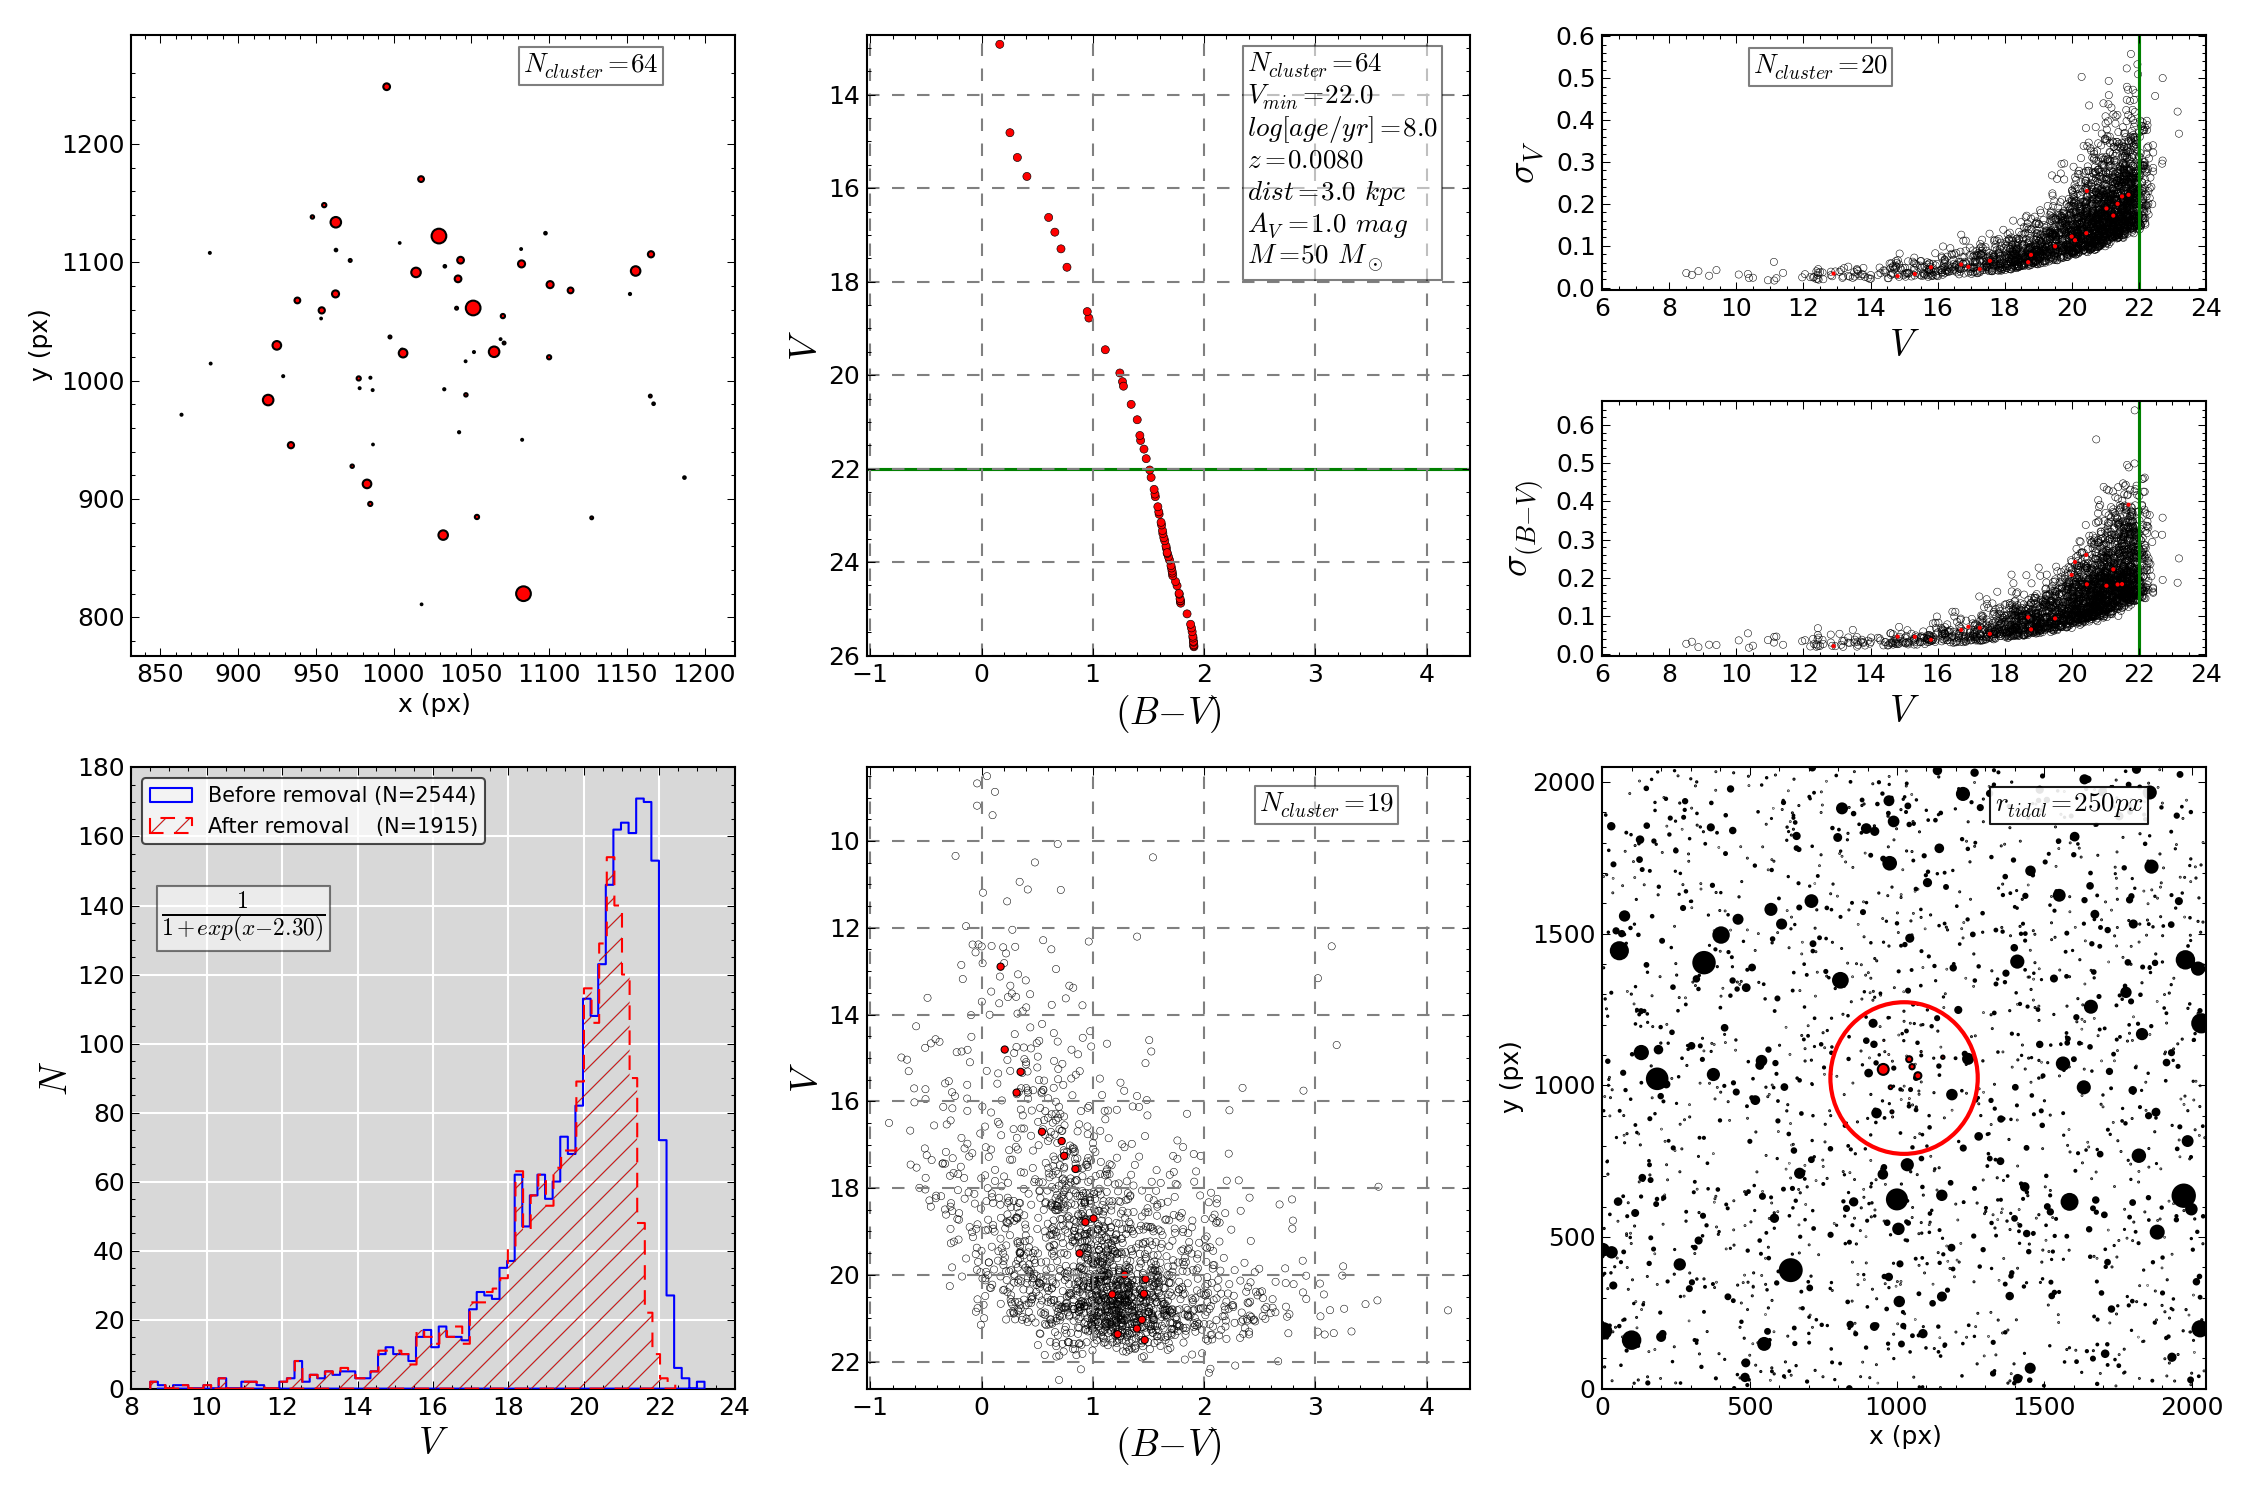 N_cluster=64
1200
1100
1000
900
800
y (px)
850 900 950 1000 1050 1100 1150 1200
x (px)
N_cluster=64
V_min=22.0
log[age/yr]=8.0
z=0.0080
dist=3.0 kpc
A_V=1.0 mag
M=50 M_⊙
14
16
18
20
22
24
26
V
−1 0 1 2 3 4
(B−V)
N_cluster=20
0.6
0.5
0.4
0.3
0.2
0.1
0.0
σ_V
6 8 10 12 14 16 18 20 22 24
V
0.6
0.5
0.4
0.3
0.2
0.1
0.0
σ_(B−V)
6 8 10 12 14 16 18 20 22 24
V
180
160
140
120
100
80
60
40
20
0
N
Before removal (N=2544)
After removal (N=1915)
1
1+exp(x−2.30)
8 10 12 14 16 18 20 22 24
V
N_cluster=19
10
12
14
16
18
20
22
V
−1 0 1 2 3 4
(B−V)
r_tidal=250px
2000
1500
1000
500
0
y (px)
0 500 1000 1500 2000
x (px)